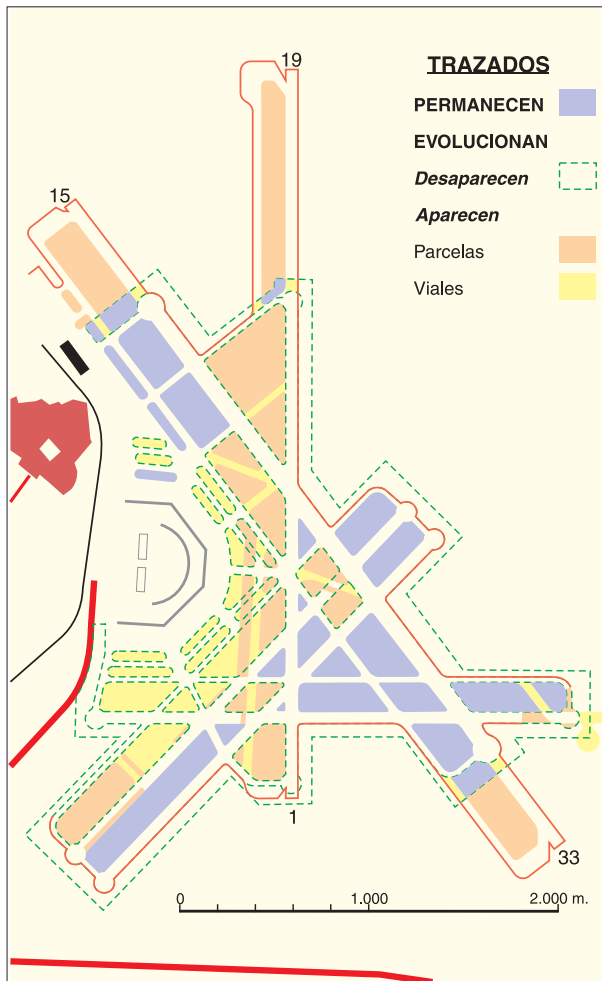 19
TRAZADOS
PERMANECEN
EVOLUCIONAN
Desaparecen
Aparecen
Parcelas
Viales
15
1
33
0 1.000 2.000 m.